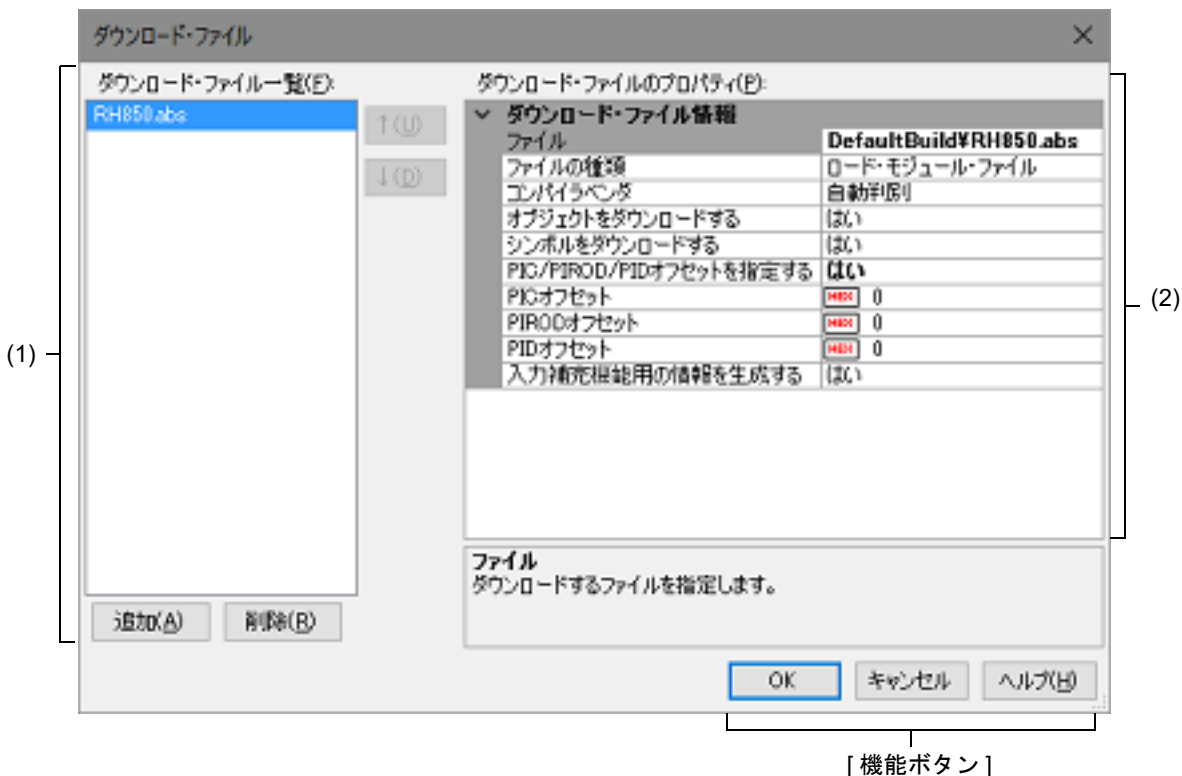 ダウンロード・ファイル
ダウンロード・ファイル一覧(F):
RH850.abs
↑(U)
↓(D)
追加(A)
削除(R)
ダウンロード・ファイルのプロパティ(P):
ダウンロード・ファイル情報
ファイル DefaultBuild¥RH850.abs
ファイルの種類 ロード・モジュール・ファイル
コンパイラベンダ 自動判別
オブジェクトをダウンロードする はい
シンボルをダウンロードする はい
PIC/PIROD/PIDオフセットを指定する はい
PICオフセット HEX 0
PIRODオフセット HEX 0
PIDオフセット HEX 0
入力補完機能用の情報を生成する はい
ファイル
ダウンロードするファイルを指定します。
OK
キャンセル
ヘルプ(H)
(1)
(2)
[ 機能ボタン ]